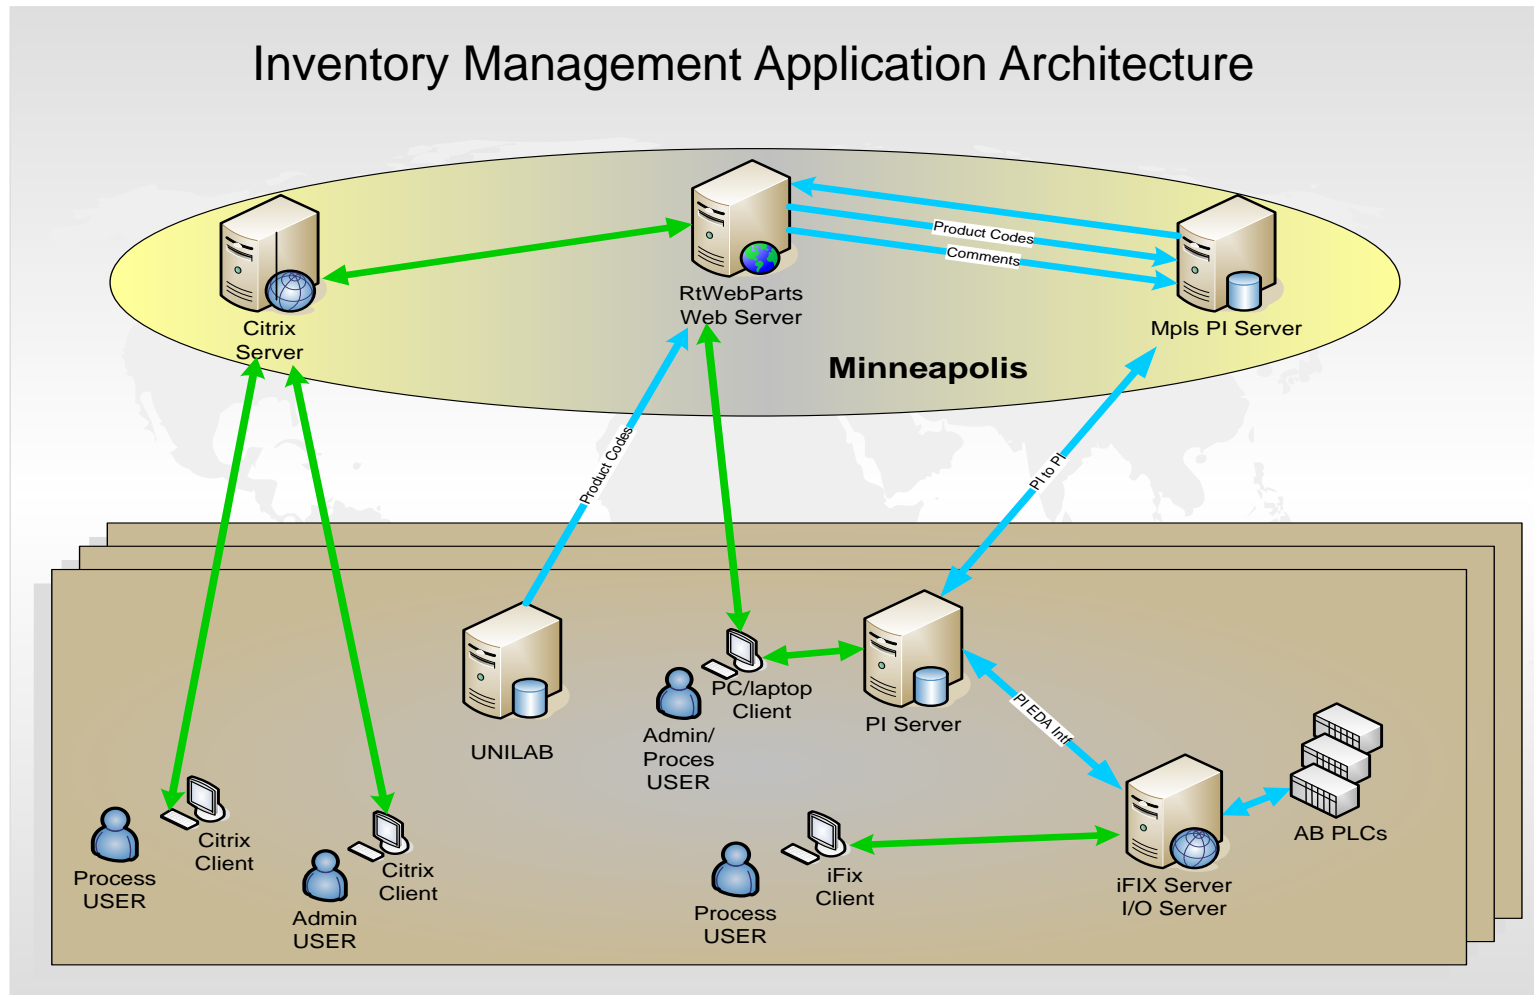 Inventory Management Application Architecture
Product Codes
Comments
RtWebParts
Web Server
Citrix
Server
Mpls PI Server
Minneapolis
Product Codes
PI to PI
PC/laptop
Client
PI Server
PI EDA Intf
Admin/
Proces
USER
UNILAB
AB PLCs
Citrix
Client
Process
USER
Citrix
Client
Admin
USER
iFix
Client
Process
USER
iFIX Server
I/O Server